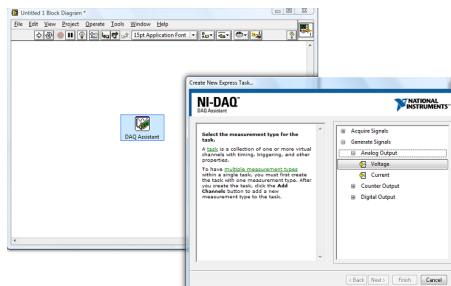 Untitled 1 Block Diagram *
File Edit View Project Operate Tools Window Help
15pt Application Font
DAQ Assistant
Create New Express Task...
NI-DAQ™
DAQ Assistant
NATIONAL
INSTRUMENTS™
Select the measurement type for the
task.
A task is a collection of one or more virtual
channels with timing, triggering, and other
properties.
To have multiple measurement types
within a single task, you must first create
the task with one measurement type. After
you create the task, click the Add
Channels button to add a new
measurement type to the task.
Acquire Signals
Generate Signals
Analog Output
Voltage
Current
Counter Output
Digital Output
< Back Next > Finish Cancel